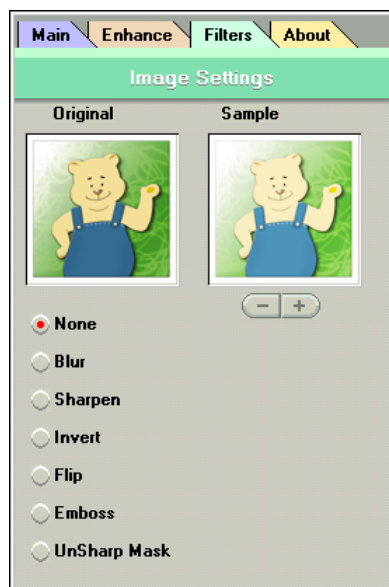 Main Enhance Filters About
Image Settings
Original Sample
None
Blur
Sharpen
Invert
Flip
Emboss
UnSharp Mask